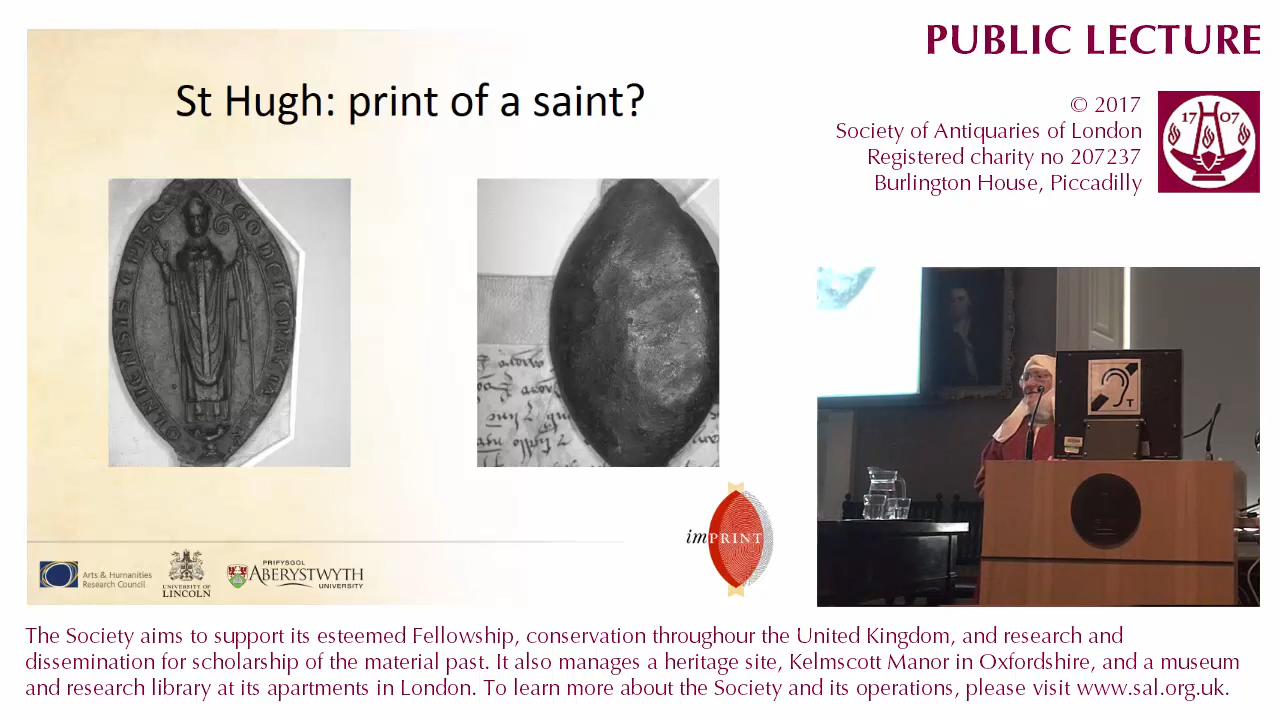 St Hugh: print of a saint?
imPRINT
Arts & Humanities
Research Council
UNIVERSITY OF
LINCOLN
PRIFYSGOL
ABERYSTWYTH
UNIVERSITY
PUBLIC LECTURE
© 2017
Society of Antiquaries of London
Registered charity no 207237
Burlington House, Piccadilly
17 07
T
The Society aims to support its esteemed Fellowship, conservation throughour the United Kingdom, and research and
dissemination for scholarship of the material past. It also manages a heritage site, Kelmscott Manor in Oxfordshire, and a museum
and research library at its apartments in London. To learn more about the Society and its operations, please visit www.sal.org.uk.